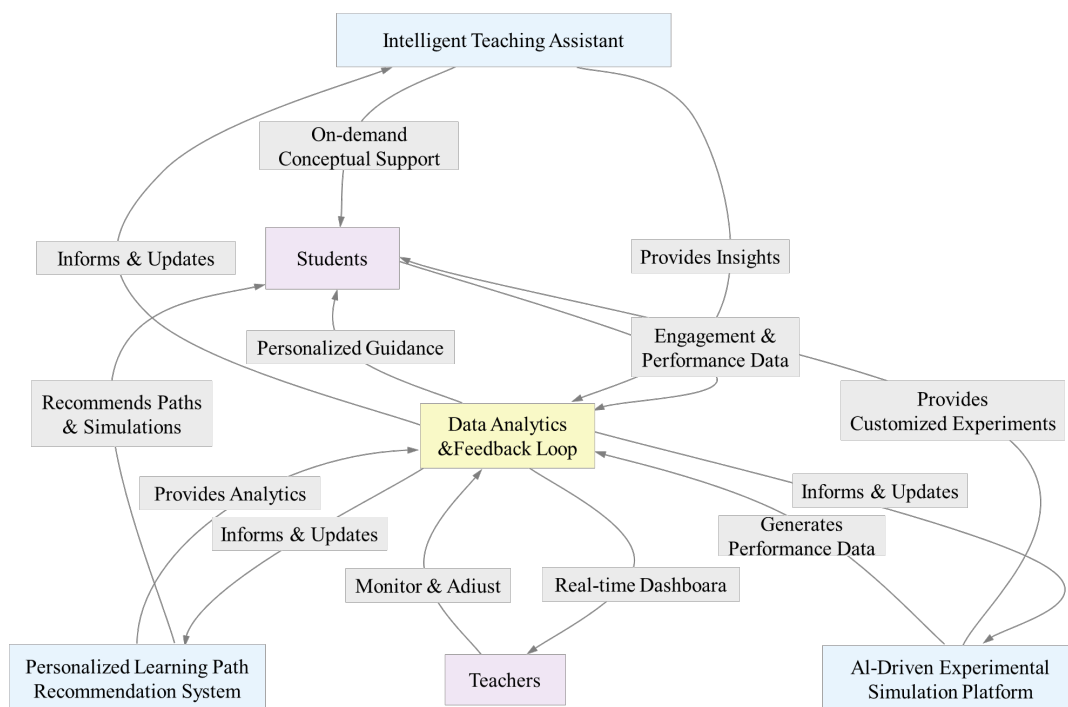 Intelligent Teaching Assistant
On-demand
Conceptual Support
Informs & Updates
Students
Provides Insights
Personalized Guidance
Engagement &
Performance Data
Recommends Paths
& Simulations
Provides
Customized Experiments
Data Analytics
&Feedback Loop
Provides Analytics
Informs & Updates
Informs & Updates
Generates
Performance Data
Monitor & Adiust
Real-time Dashboara
Personalized Learning Path
Recommendation System
Teachers
Al-Driven Experimental
Simulation Platform